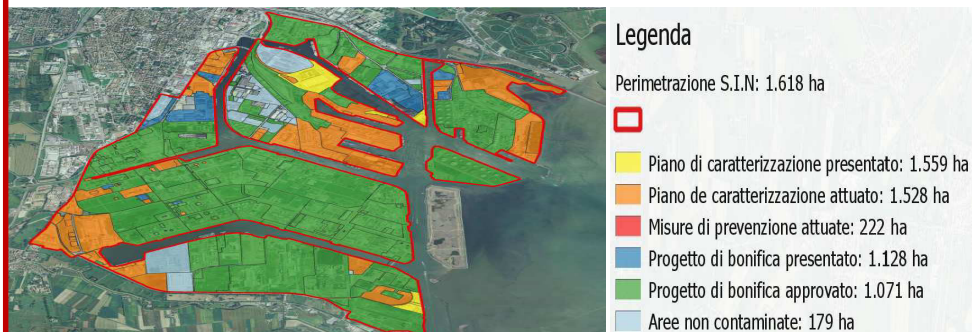 Legenda
Perimetrazione S.I.N: 1.618 ha
Piano di caratterizzazione presentato: 1.559 ha
Piano de caratterizzazione attuato: 1.528 ha
Misure di prevenzione attuate: 222 ha
Progetto di bonifica presentato: 1.128 ha
Progetto di bonifica approvato: 1.071 ha
Aree non contaminate: 179 ha